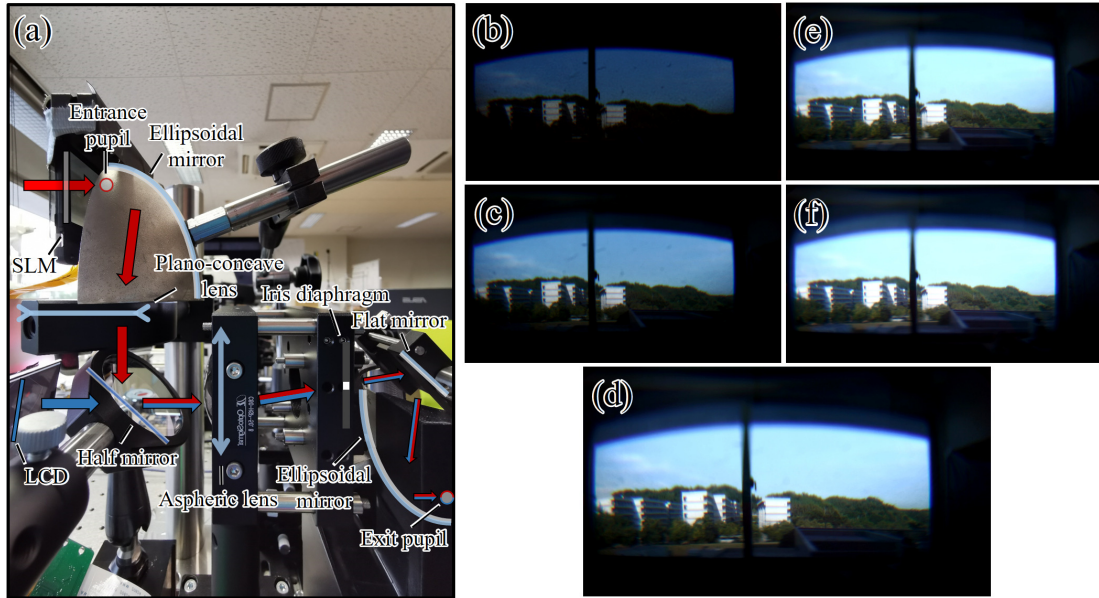 (a)
Entrance
pupil
Ellipsoidal
mirror
SLM
Plano-concave
lens
Iris diaphragm
Flat mirror
LCD
Half mirror
Aspheric lens
Ellipsoidal
mirror
Exit pupil
(b)
(e)
(c)
(f)
(d)